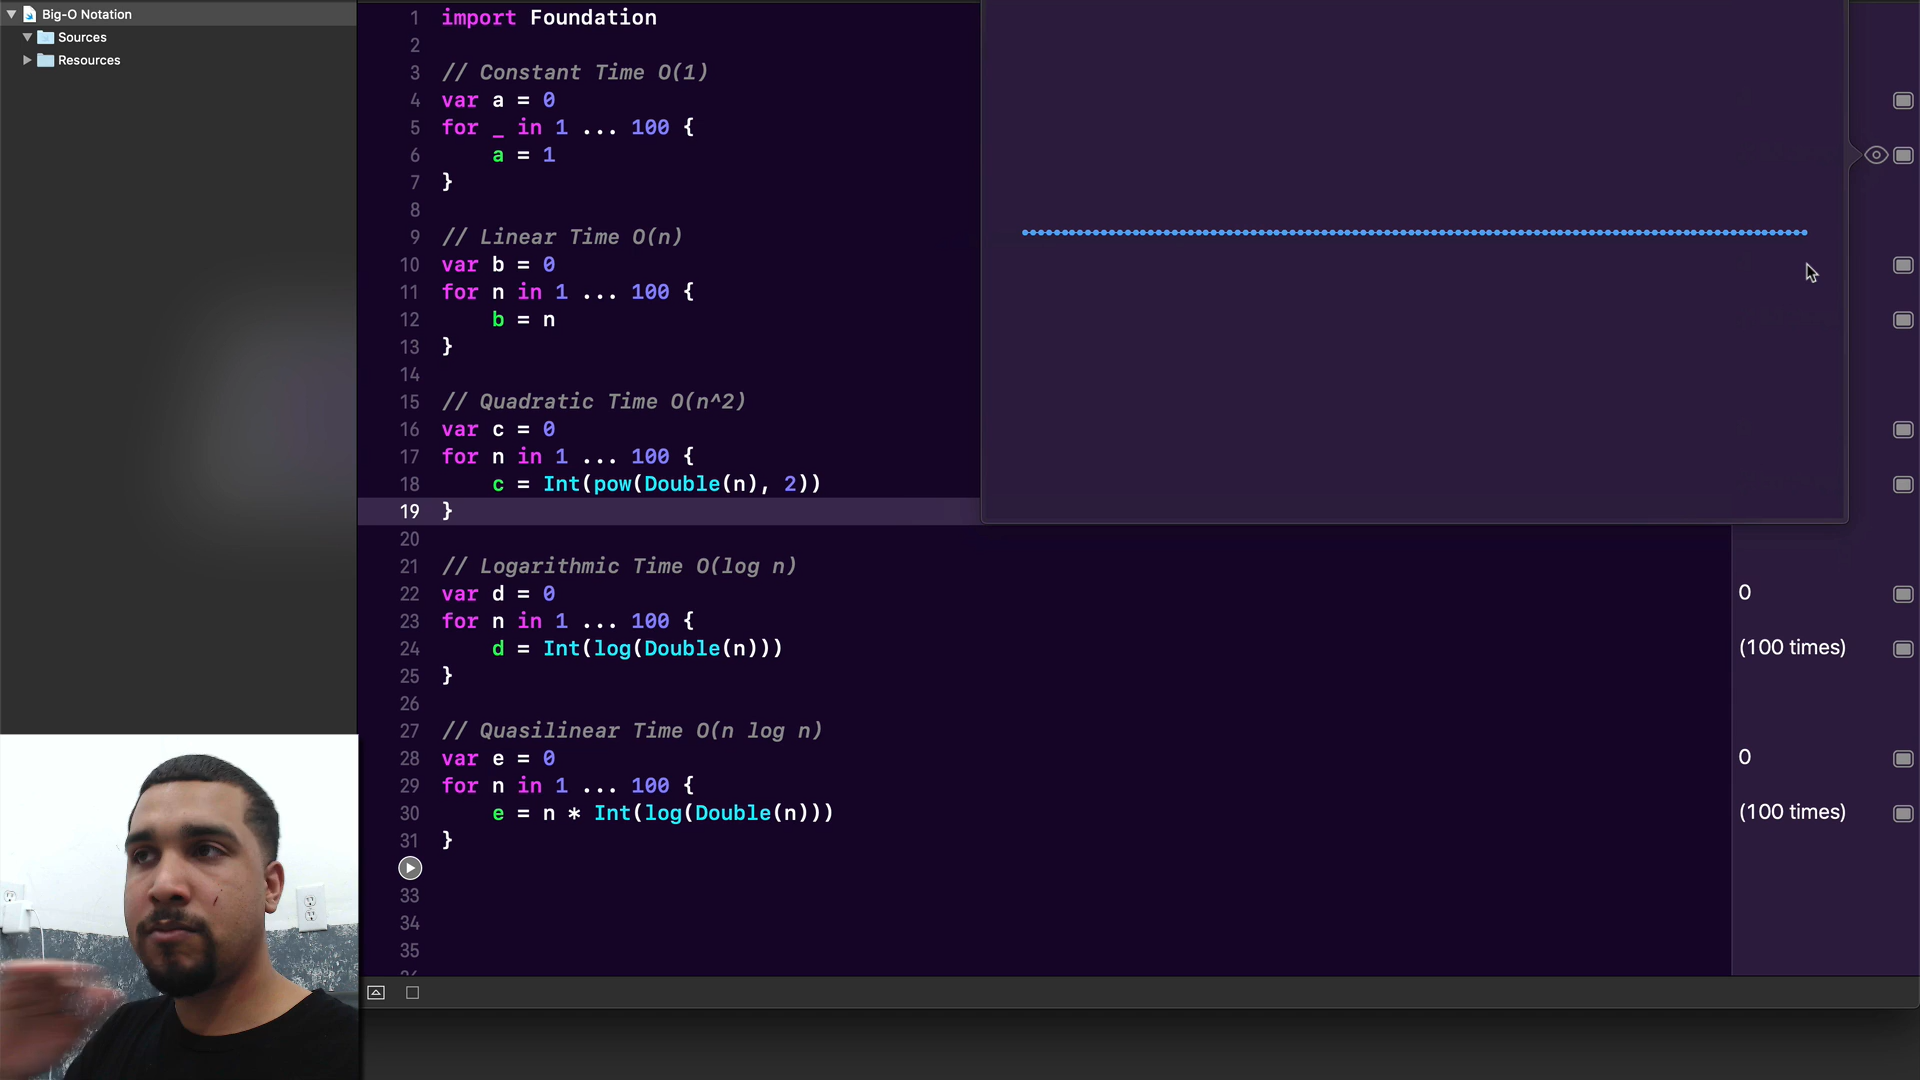 Big-O Notation
Sources
Resources
1 import Foundation
2
3 // Constant Time O(1)
4 var a = 0
5 for _ in 1 ... 100 {
6 a = 1
7 }
8
9 // Linear Time O(n)
10 var b = 0
11 for n in 1 ... 100 {
12 b = n
13 }
14
15 // Quadratic Time O(n^2)
16 var c = 0
17 for n in 1 ... 100 {
18 c = Int(pow(Double(n), 2))
19 }
20
21 // Logarithmic Time O(log n)
22 var d = 0 0
23 for n in 1 ... 100 {
24 d = Int(log(Double(n))) (100 times)
25 }
26
27 // Quasilinear Time O(n log n)
28 var e = 0 0
29 for n in 1 ... 100 {
30 e = n * Int(log(Double(n))) (100 times)
31 }
33
34
35